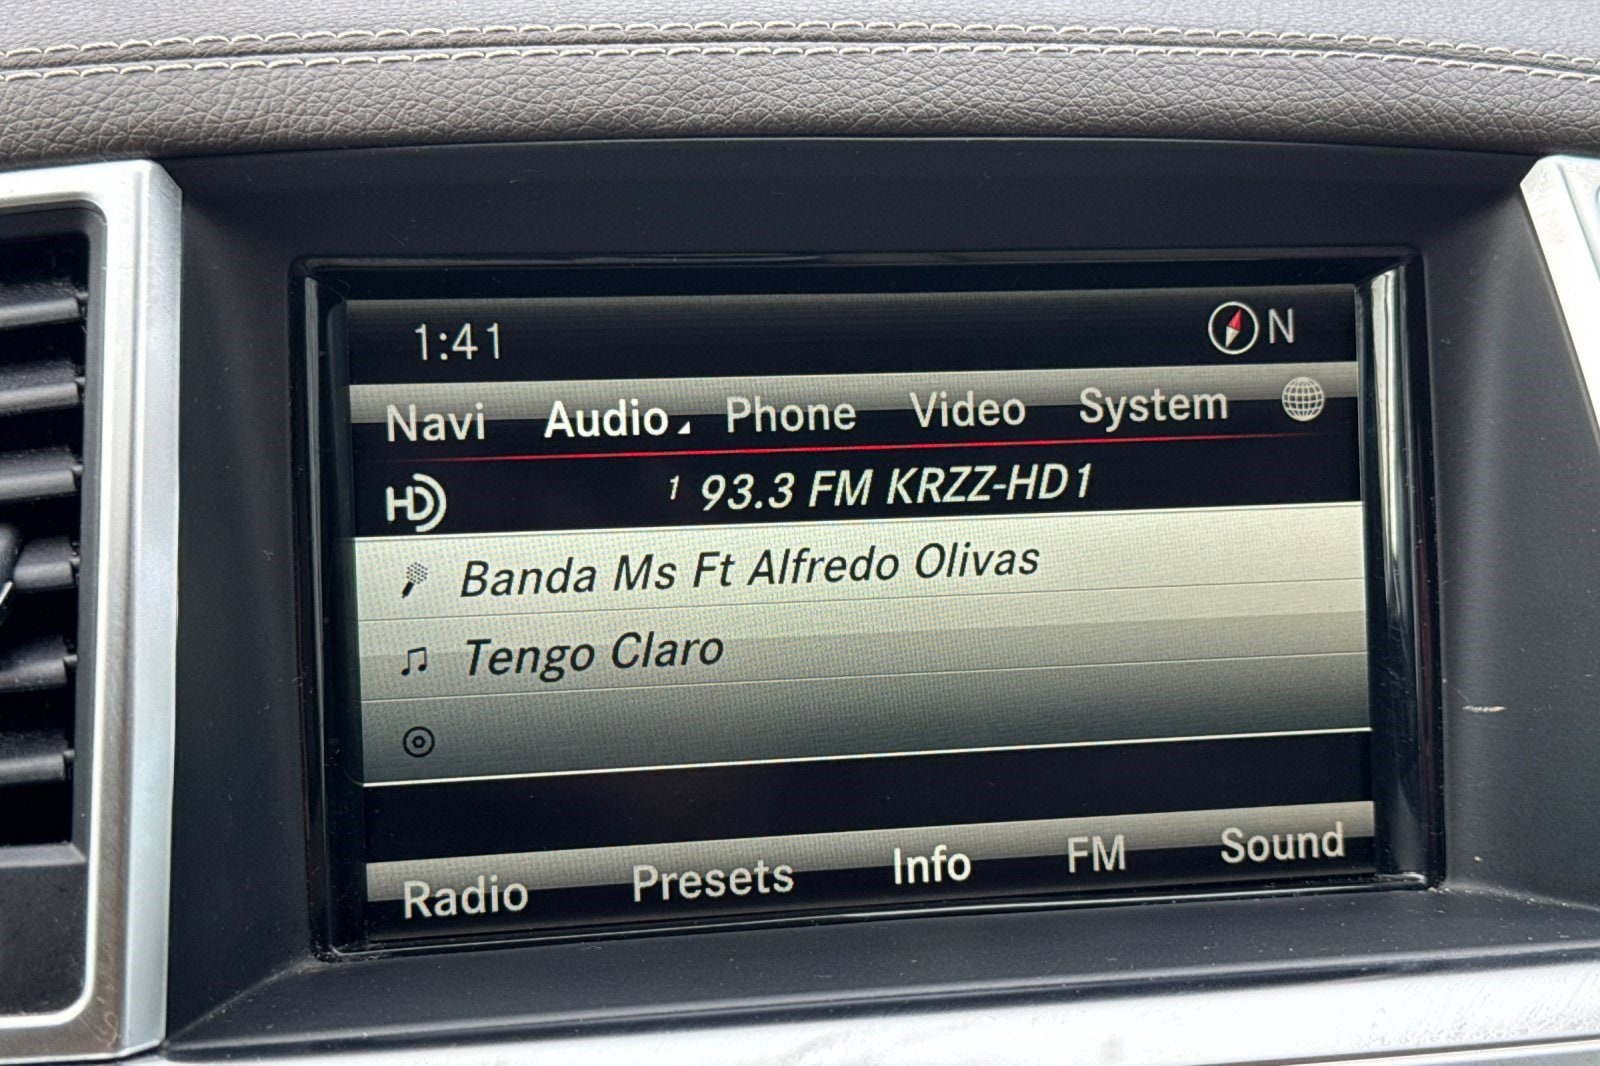 1:41 N
Navi Audio Phone Video System
HD 1 93.3 FM KRZZ-HD1
Banda Ms Ft Alfredo Olivas
Tengo Claro
Radio Presets Info FM Sound